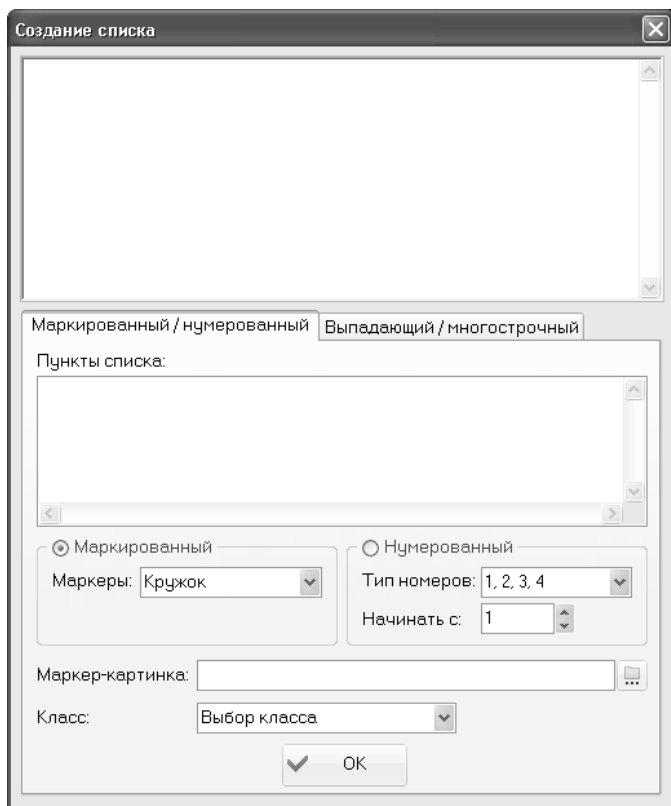 Создание списка
Маркированный / нумерованный Выпадающий / многострочный
Пункты списка:
Маркированный Нумерованный
Маркеры: Кружок Тип номеров: 1, 2, 3, 4
Начинать с: 1
Маркер-картинка:
Класс: Выбор класса
ОК